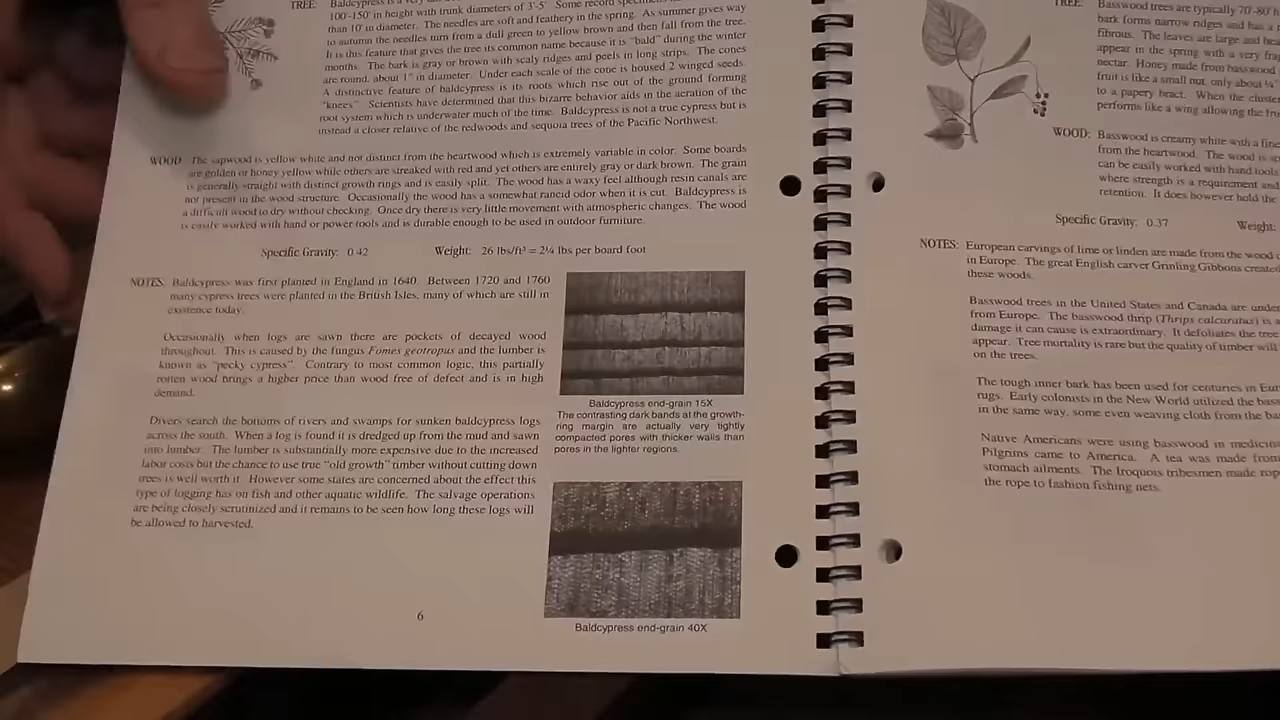 TREE: Baldcypress is a very
100'-150' in height with trunk diameters of 3'-5'. Some record
than 10' in diameter. The needles are soft and feathery in the spring. As summer gives way
to autumn the needles turn from a dull green to yellow brown and then fall from the tree.
It is this feature that gives the tree its common name because it is "bald" during the winter
months. The bark is gray or brown with scaly ridges and peels in long strips. The cones
are round, about 1" in diameter. Under each scale of the cone is housed 2 winged seeds.
A distinctive feature of baldcypress is its roots which rise out of the ground forming
"knees". Scientists have determined that this bizarre behavior aids in the aeration of the
root system which is underwater much of the time. Baldcypress is not a true cypress but is
instead a closer relative of the redwoods and sequoia trees of the Pacific Northwest.
WOOD: The sapwood is yellow white and not distinct from the heartwood which is extremely variable in color. Some boards
are golden or honey yellow while others are streaked with red and yet others are entirely gray or dark brown. The grain
is generally straight with distinct growth rings and is easily split. The wood has a waxy feel although resin canals are
not present in the wood structure. Occasionally the wood has a somewhat rancid odor when it is cut. Baldcypress is
a difficult wood to dry without checking. Once dry there is very little movement with atmospheric changes. The wood
is easily worked with hand or power tools and is durable enough to be used in outdoor furniture.
Specific Gravity: 0.42 Weight: 26 lbs/ft³ = 2¼ lbs per board foot
NOTES: Baldcypress was first planted in England in 1640. Between 1720 and 1760
many cypress trees were planted in the British Isles, many of which are still in
existence today.
Occasionally when logs are sawn there are pockets of decayed wood
throughout. This is caused by the fungus Fomes geotropus and the lumber is
known as "pecky cypress". Contrary to most common logic, this partially
rotten wood brings a higher price than wood free of defect and is in high
demand.
Divers search the bottoms of rivers and swamps for sunken baldcypress logs
across the south. When a log is found it is dredged up from the mud and sawn
into lumber. The lumber is substantially more expensive due to the increased
labor costs but the chance to use true "old growth" timber without cutting down
trees is well worth it. However some states are concerned about the effect this
type of logging has on fish and other aquatic wildlife. The salvage operations
are being closely scrutinized and it remains to be seen how long these logs will
be allowed to harvested.
Baldcypress end-grain 15X
The contrasting dark bands at the growth-
ring margin are actually very tightly
compacted pores with thicker walls than
pores in the lighter regions.
Baldcypress end-grain 40X
6
TREE: Basswood trees are typically 70'-80'
bark forms narrow ridges and has a
fibrous. The leaves are large and
appear in the spring with a very
nectar. Honey made from basswood
fruit is like a small nut, only about ¼
to a papery bract. When the
performs like a wing allowing the
WOOD: Basswood is creamy white with a fine
from the heartwood. The wood is
can be easily worked with hand tools
where strength is a requirement and
retention. It does however hold the
Specific Gravity: 0.37 Weight:
NOTES: European carvings of lime or linden are made from the wood
in Europe. The great English carver Grinling Gibbons created
these woods.
Basswood trees in the United States and Canada are under
from Europe. The basswood thrip (Thrips calcaratus) is a
damage it can cause is extraordinary. It defoliates the tree
appear. Tree mortality is rare but the quality of timber will
on the trees.
The tough inner bark has been used for centuries in
rugs. Early colonists in the New World utilized the
in the same way, some even weaving cloth from the
Native Americans were using basswood in
Pilgrims came to America. A tea was made from
stomach ailments. The Iroquois tribesmen made
the rope to fashion fishing nets.